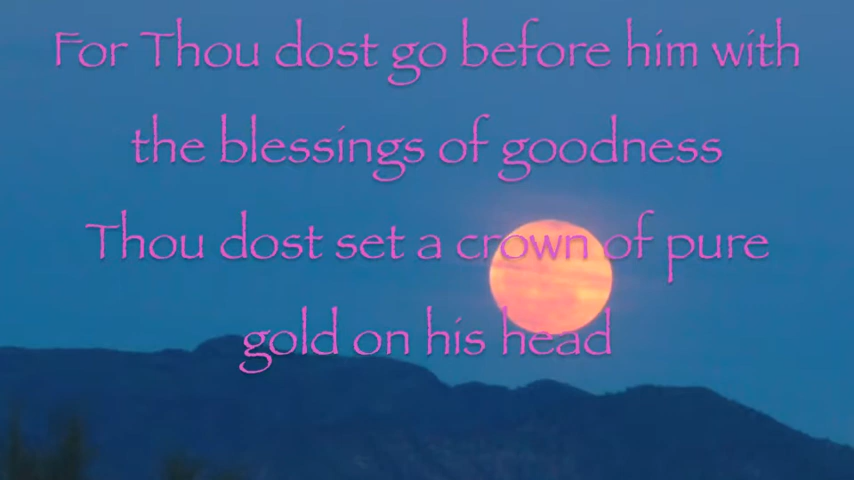 For Thou dost go before him with
the blessings of goodness
Thou dost set a crown of pure
gold on his head